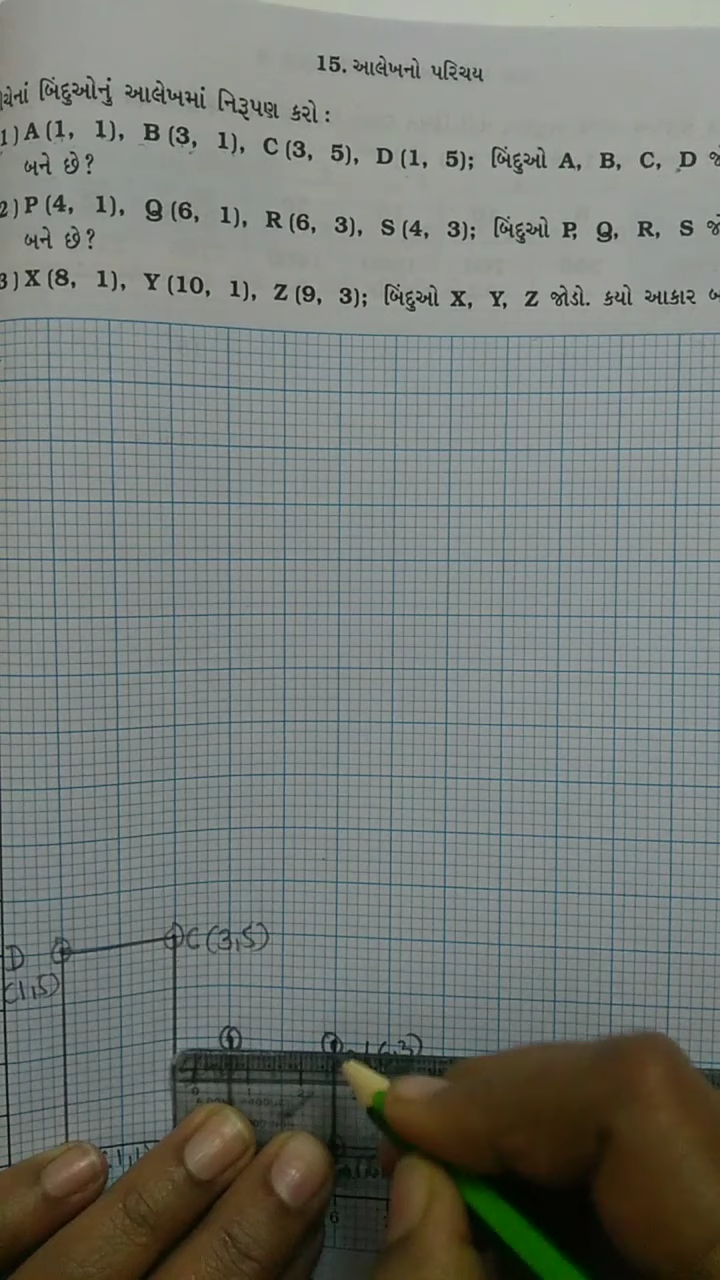 15. આલેખનો પરિચય
બિંદુઓનું આલેખમાં નિરૂપણ કરો :
1) A (1, 1), B (3, 1), C (3, 5), D (1, 5); બિંદુઓ A, B, C, D
બને છે?
2) P (4, 1), Q (6, 1), R (6, 3), S (4, 3); બિંદુઓ P, Q, R, S
બને છે?
3) X (8, 1), Y (10, 1), Z (9, 3); બિંદુઓ X, Y, Z જોડો. કયો આકાર
C (3,5)
D
(1,5)
0
6